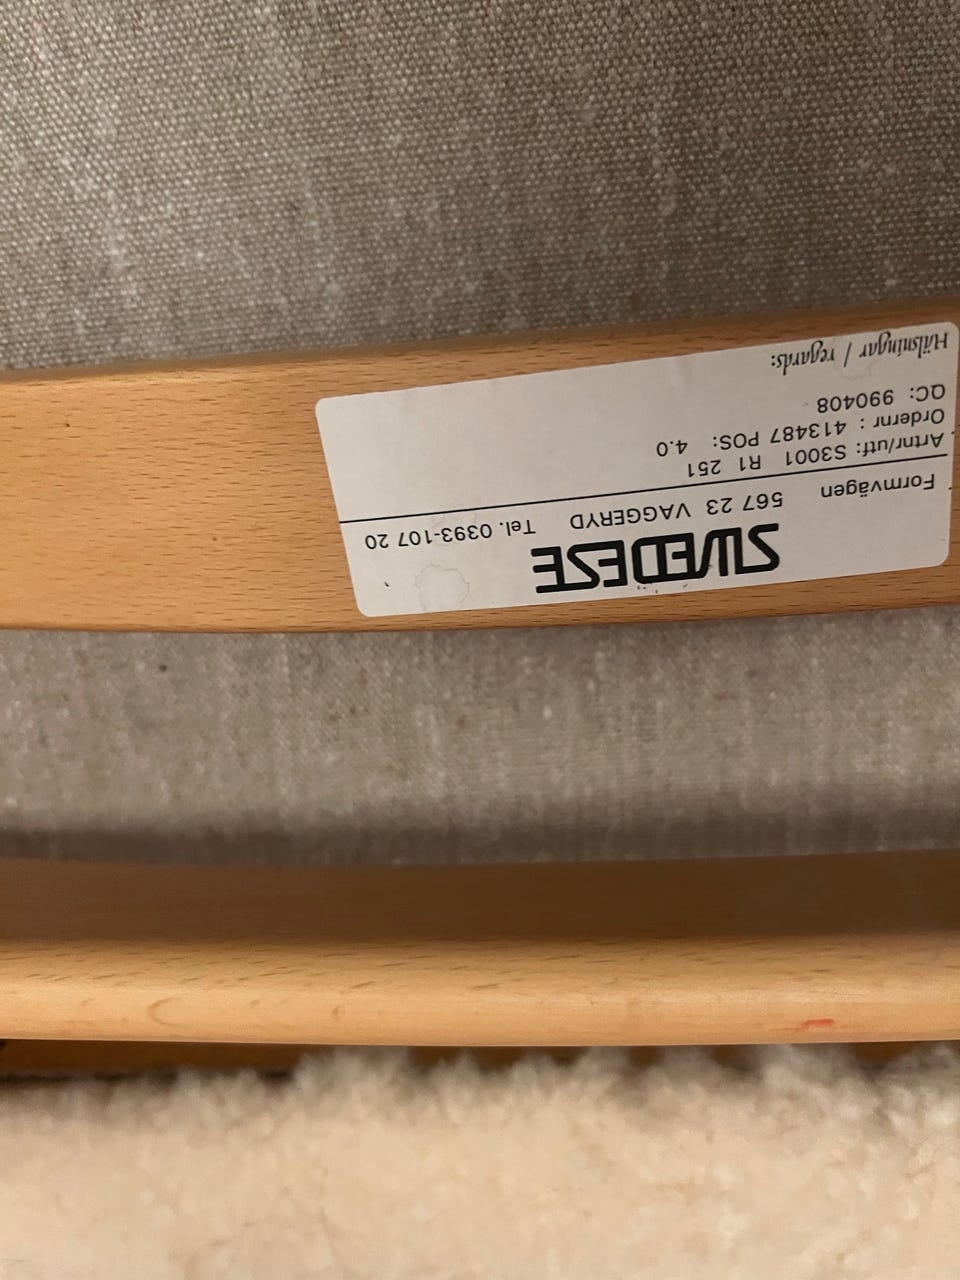 SWEDESE
Formvägen 567 23 VAGGERYD Tel. 0393-107 20
Artnr/utf: S3001 R1 251
Ordernr : 413487 POS: 4.0
QC: 990408
Hälsningar / regards: